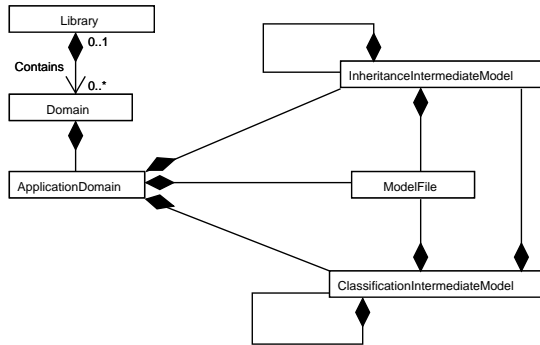 Library
0..1
Contains
0..*
Domain
InheritanceIntermediateModel
ApplicationDomain
ModelFile
ClassificationIntermediateModel